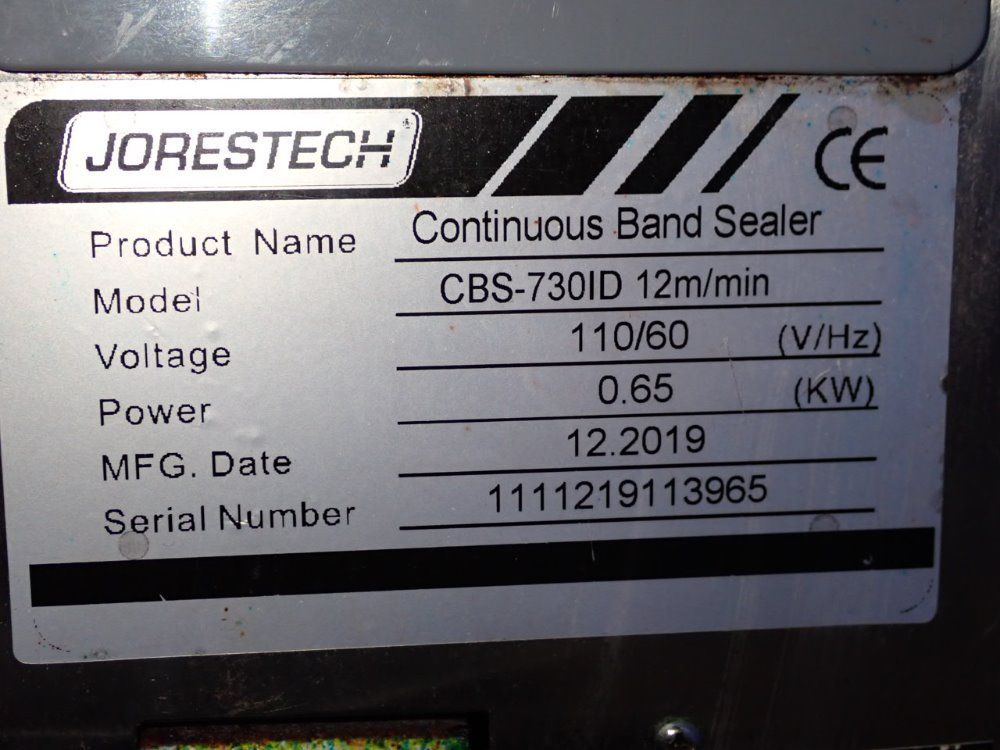 JORESTECH®
CE
Product Name Continuous Band Sealer
Model CBS-730ID 12m/min
Voltage 110/60 (V/Hz)
Power 0.65 (KW)
MFG. Date 12.2019
Serial Number 1111219113965